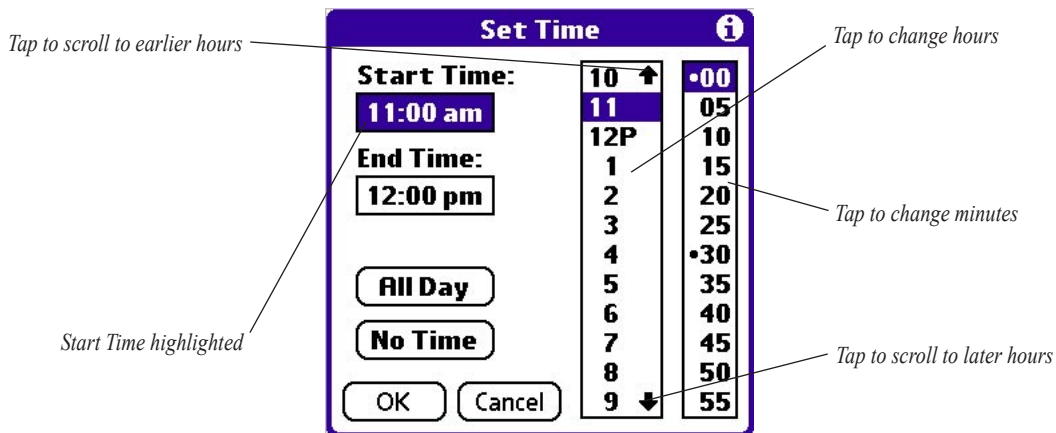 Set Time
i
Tap to scroll to earlier hours
Tap to change hours
Start Time:
11:00 am
End Time:
12:00 pm
All Day
No Time
OK
Cancel
10
11
12P
1
2
3
4
5
6
7
8
9
•00
05
10
15
20
25
•30
35
40
45
50
55
Tap to change minutes
Start Time highlighted
Tap to scroll to later hours